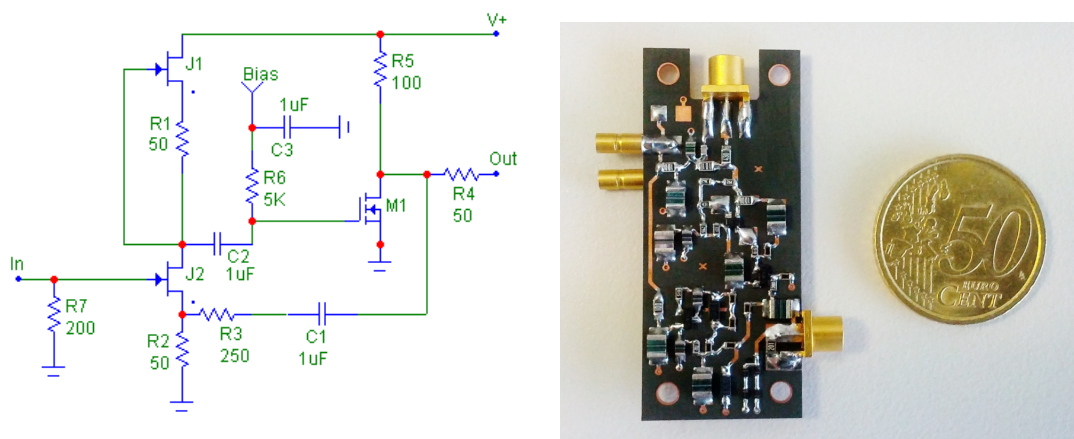 V+
J1
R5
100
Bias
1uF
R1
50
C3
R6
5K
Out
R4
50
M1
C2
1uF
In
J2
R7
200
R3
250
C1
1uF
R2
50
50
EURO
CENT